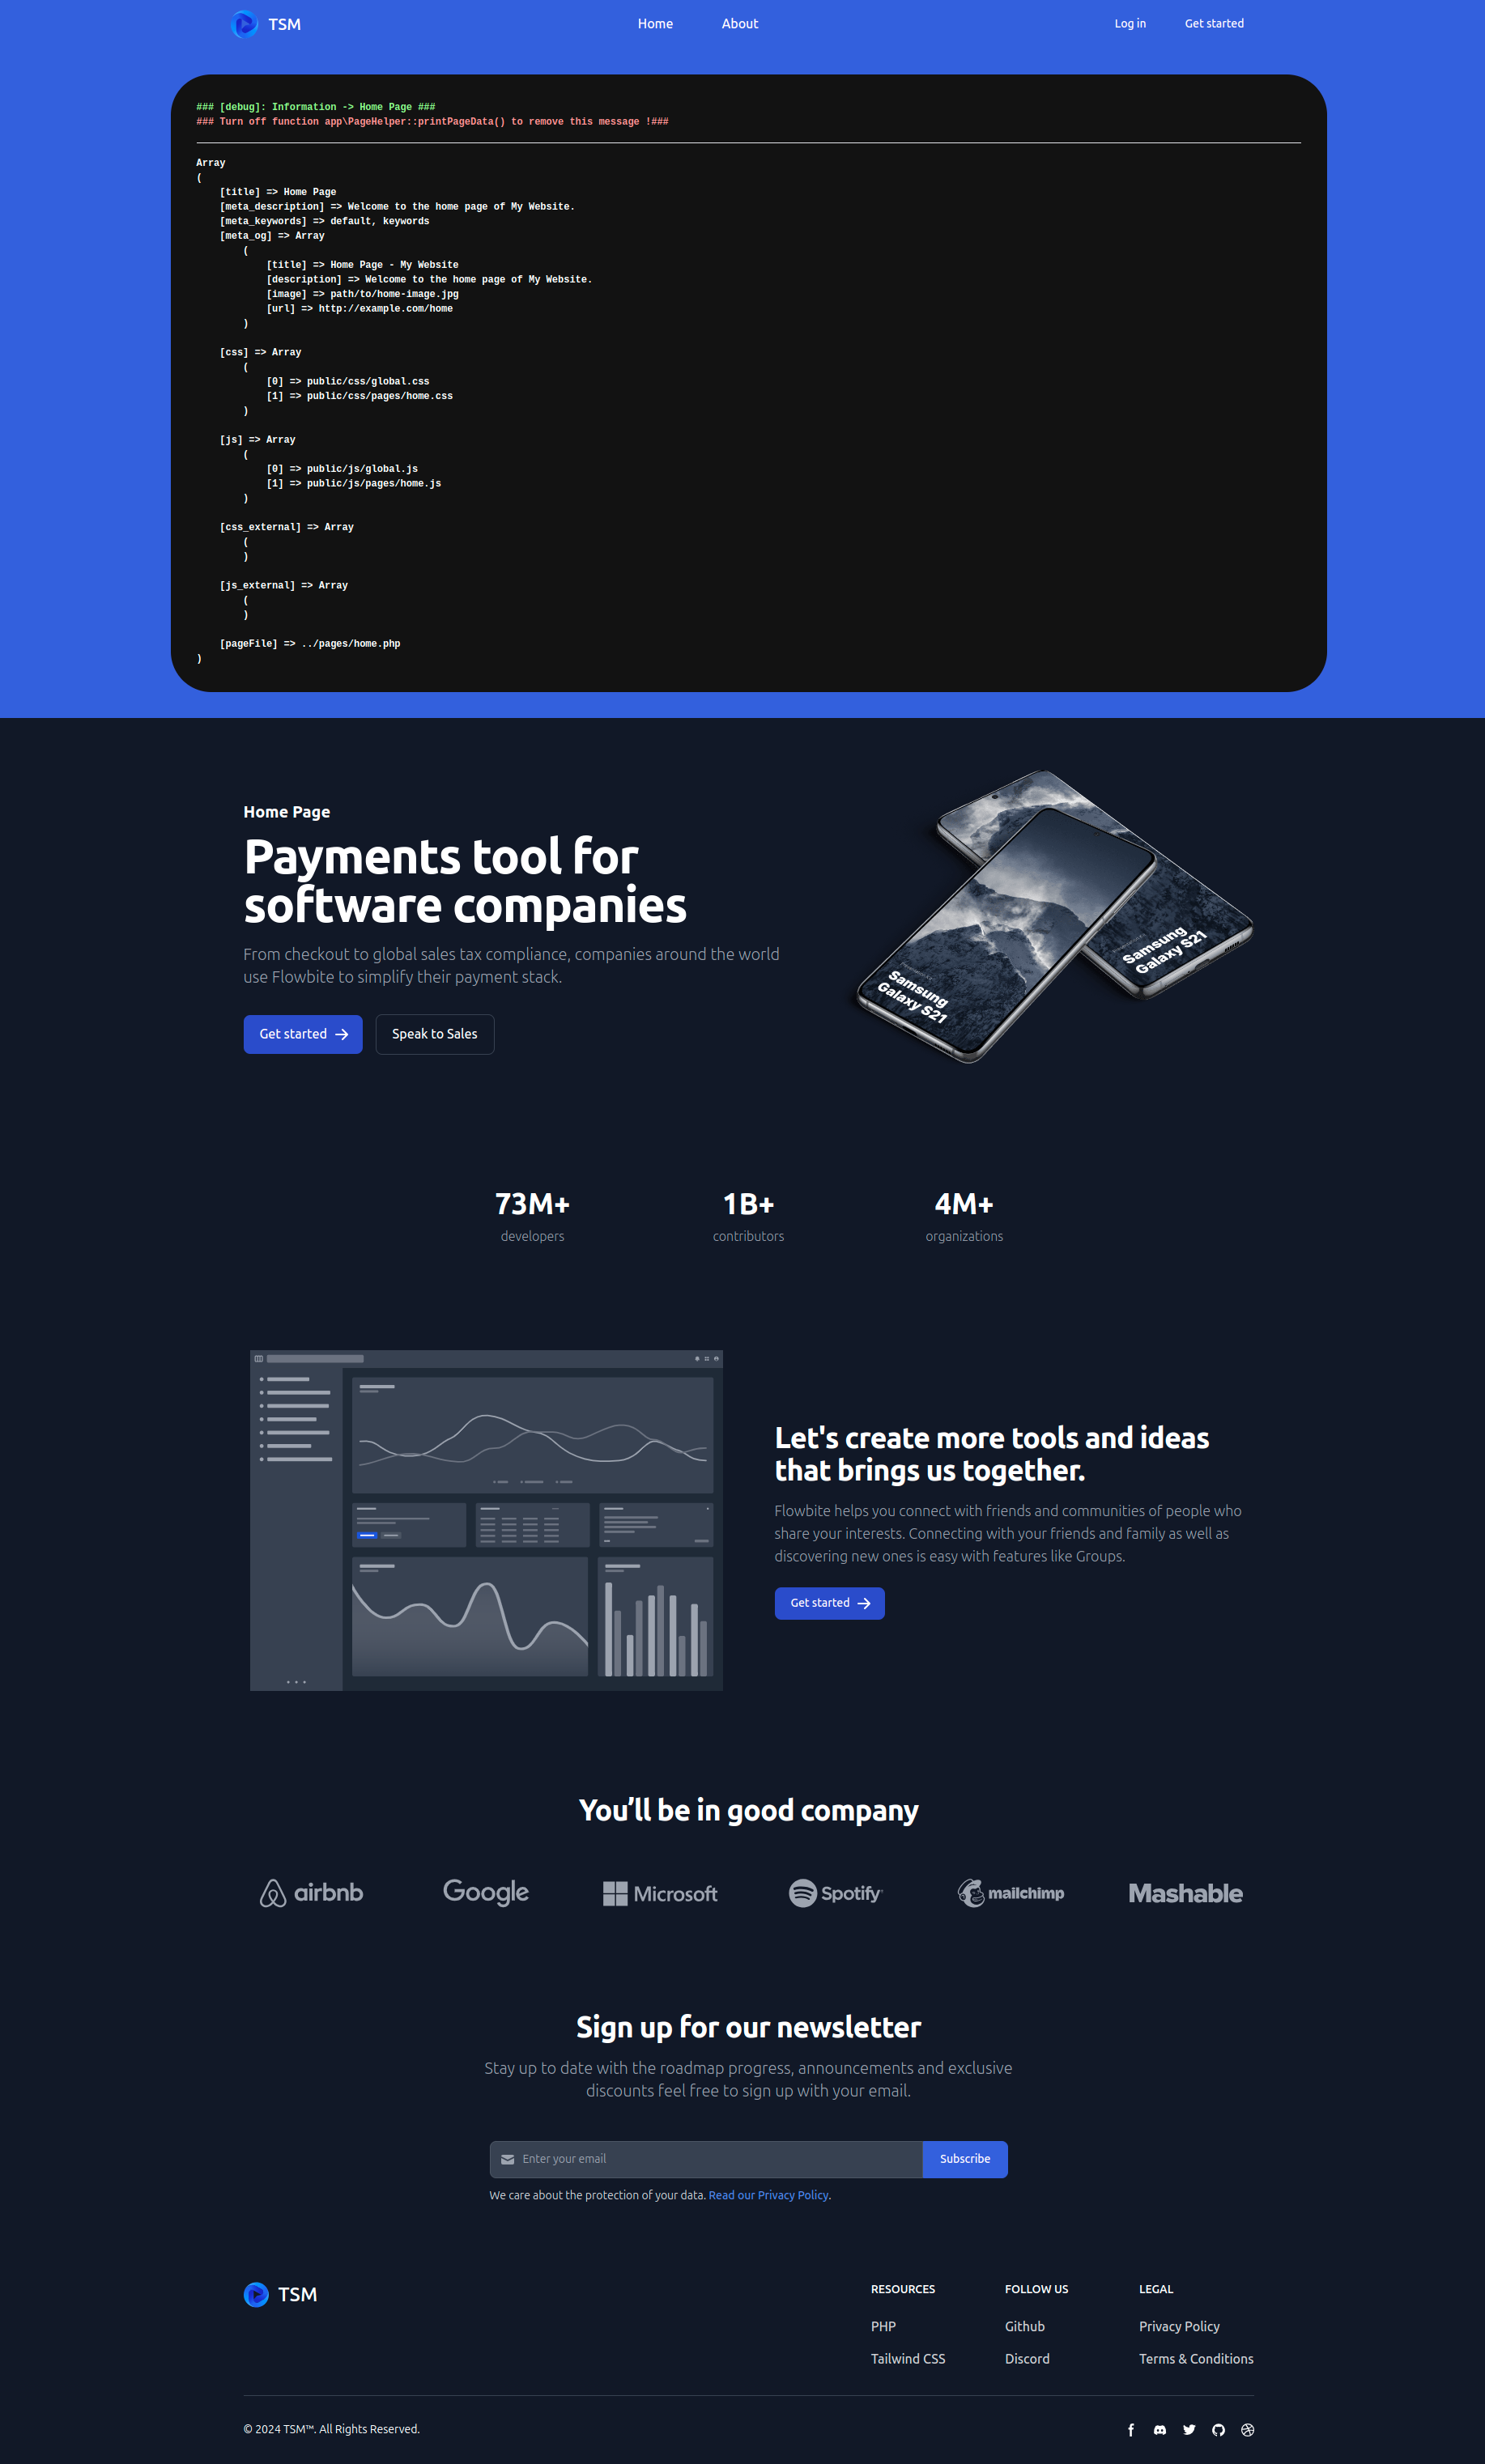 TSM
Home
About
Log in
Get started
### [debug]: Information -> Home Page ###
### Turn off function app\PageHelper::printPageData() to remove this message !###
Array
(
    [title] => Home Page
    [meta_description] => Welcome to the home page of My Website.
    [meta_keywords] => default, keywords
    [meta_og] => Array
        (
            [title] => Home Page - My Website
            [description] => Welcome to the home page of My Website.
            [image] => path/to/home-image.jpg
            [url] => http://example.com/home
        )
    [css] => Array
        (
            [0] => public/css/global.css
            [1] => public/css/pages/home.css
        )
    [js] => Array
        (
            [0] => public/js/global.js
            [1] => public/js/pages/home.js
        )
    [css_external] => Array
        (
        )
    [js_external] => Array
        (
        )
    [pageFile] => ../pages/home.php
)
Home Page
Payments tool for
software companies
From checkout to global sales tax compliance, companies around the world
use Flowbite to simplify their payment stack.
Get started
Speak to Sales
Samsung
Galaxy S21
Samsung
Galaxy S21
73M+
developers
1B+
contributors
4M+
organizations
Let's create more tools and ideas
that brings us together.
Flowbite helps you connect with friends and communities of people who
share your interests. Connecting with your friends and family as well as
discovering new ones is easy with features like Groups.
Get started
You’ll be in good company
airbnb
Google
Microsoft
Spotify
mailchimp
Mashable
Sign up for our newsletter
Stay up to date with the roadmap progress, announcements and exclusive
discounts feel free to sign up with your email.
Enter your email
Subscribe
We care about the protection of your data. Read our Privacy Policy.
TSM
RESOURCES
PHP
Tailwind CSS
FOLLOW US
Github
Discord
LEGAL
Privacy Policy
Terms & Conditions
© 2024 TSM™. All Rights Reserved.